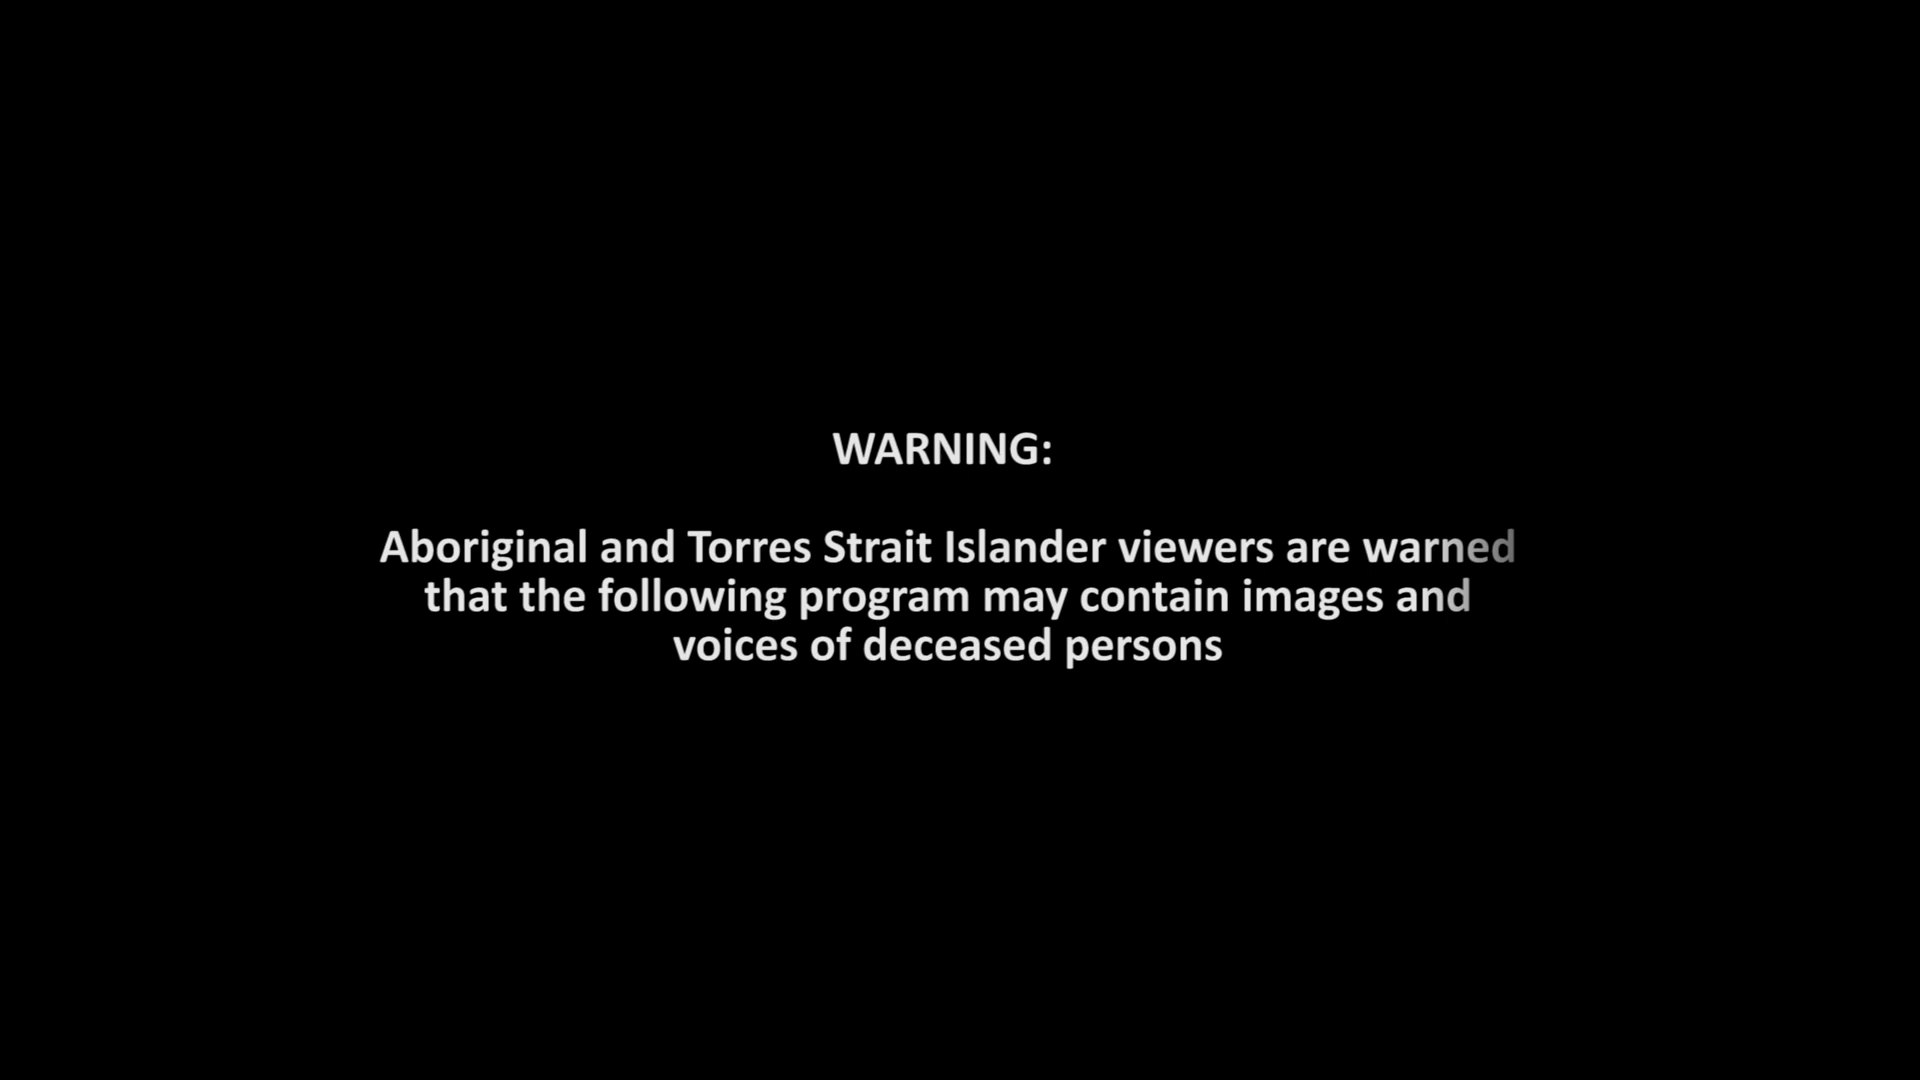 WARNING:
Aboriginal and Torres Strait Islander viewers are warned
that the following program may contain images and
voices of deceased persons